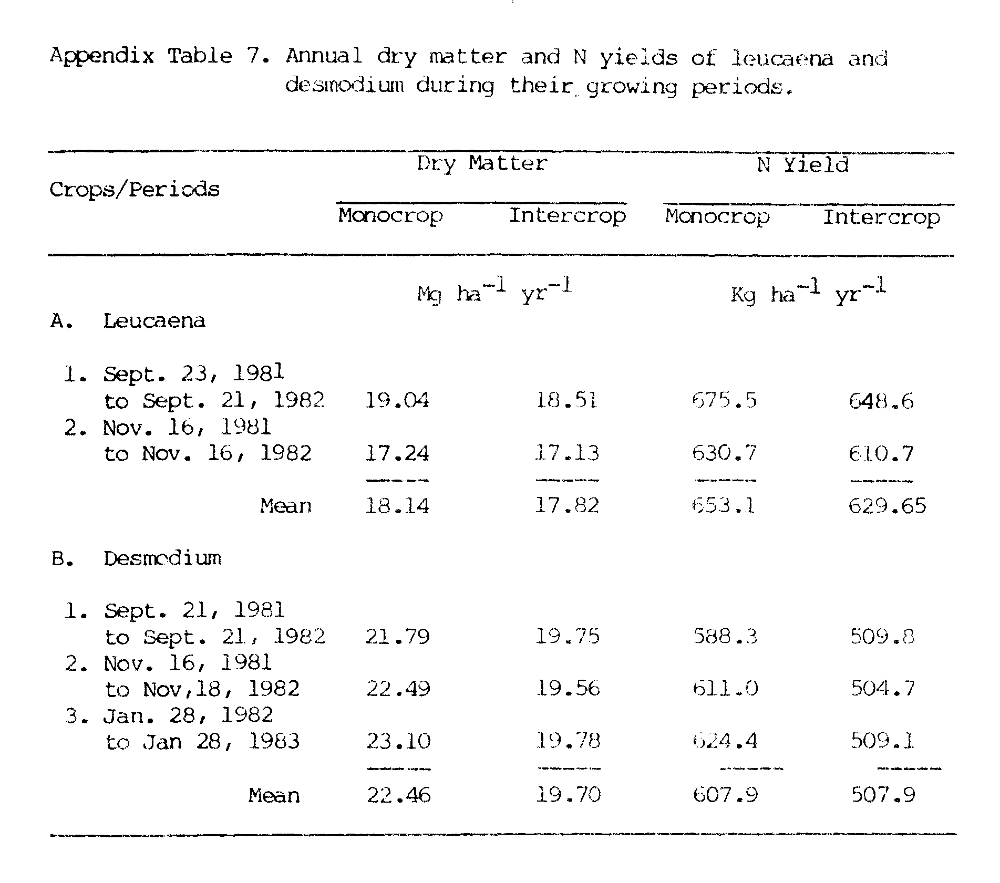 Appendix Table 7. Annual dry matter and N yields of leucaena and
desmodium during their growing periods.
Dry Matter N Yield
Crops/Periods
Monocrop Intercrop Monocrop Intercrop
Mg ha⁻¹ yr⁻¹ Kg ha⁻¹ yr⁻¹
A. Leucaena
1. Sept. 23, 1981
to Sept. 21, 1982 19.04 18.51 675.5 648.6
2. Nov. 16, 1981
to Nov. 16, 1982 17.24 17.13 630.7 610.7
Mean 18.14 17.82 653.1 629.65
B. Desmodium
1. Sept. 21, 1981
to Sept. 21, 1982 21.79 19.75 588.3 509.8
2. Nov. 16, 1981
to Nov,18, 1982 22.49 19.56 611.0 504.7
3. Jan. 28, 1982
to Jan 28, 1983 23.10 19.78 624.4 509.1
Mean 22.46 19.70 607.9 507.9